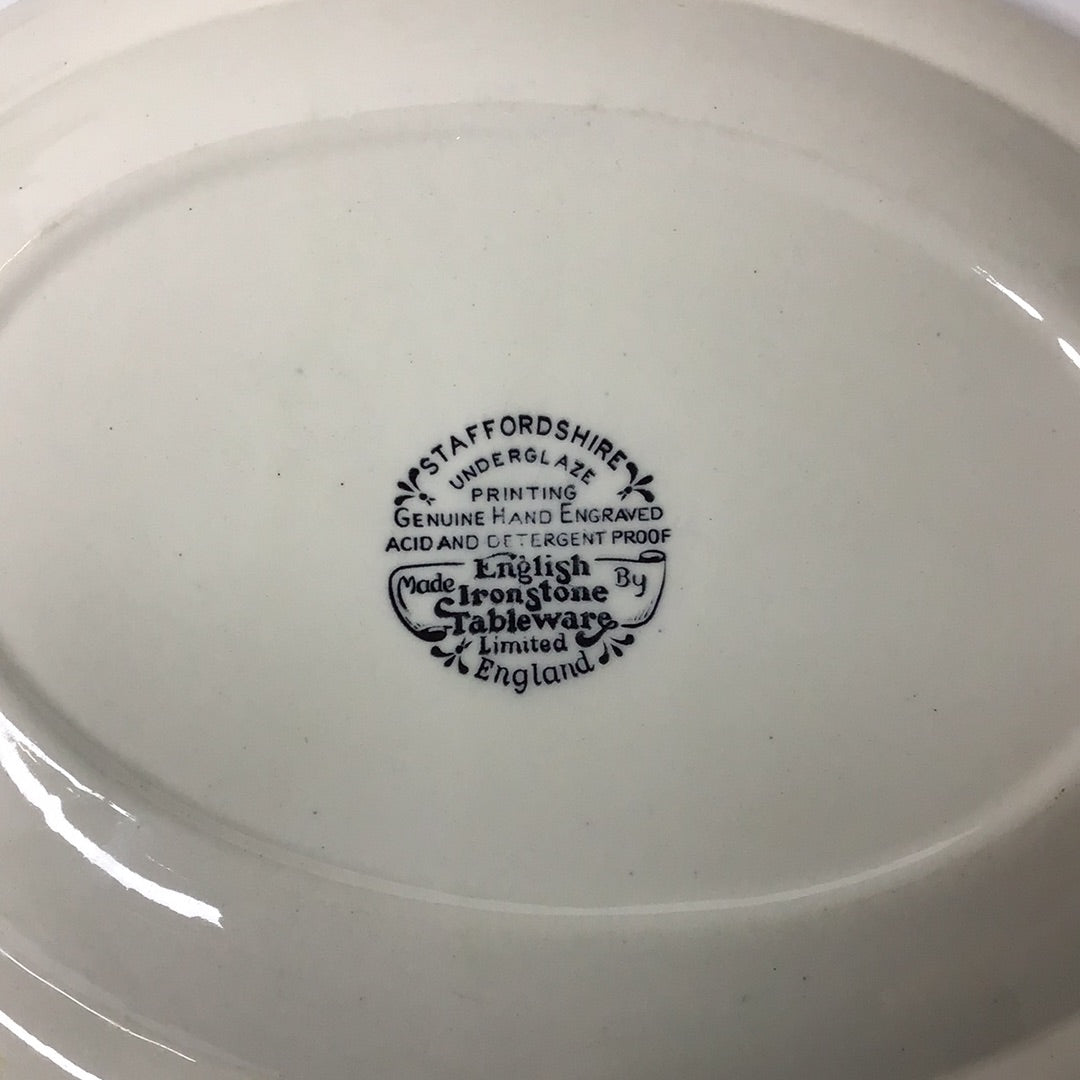 STAFFORDSHIRE
UNDERGLAZE
PRINTING
GENUINE HAND ENGRAVED
ACID AND DETERGENT PROOF
Made English By
Ironstone
Tableware
Limited
England